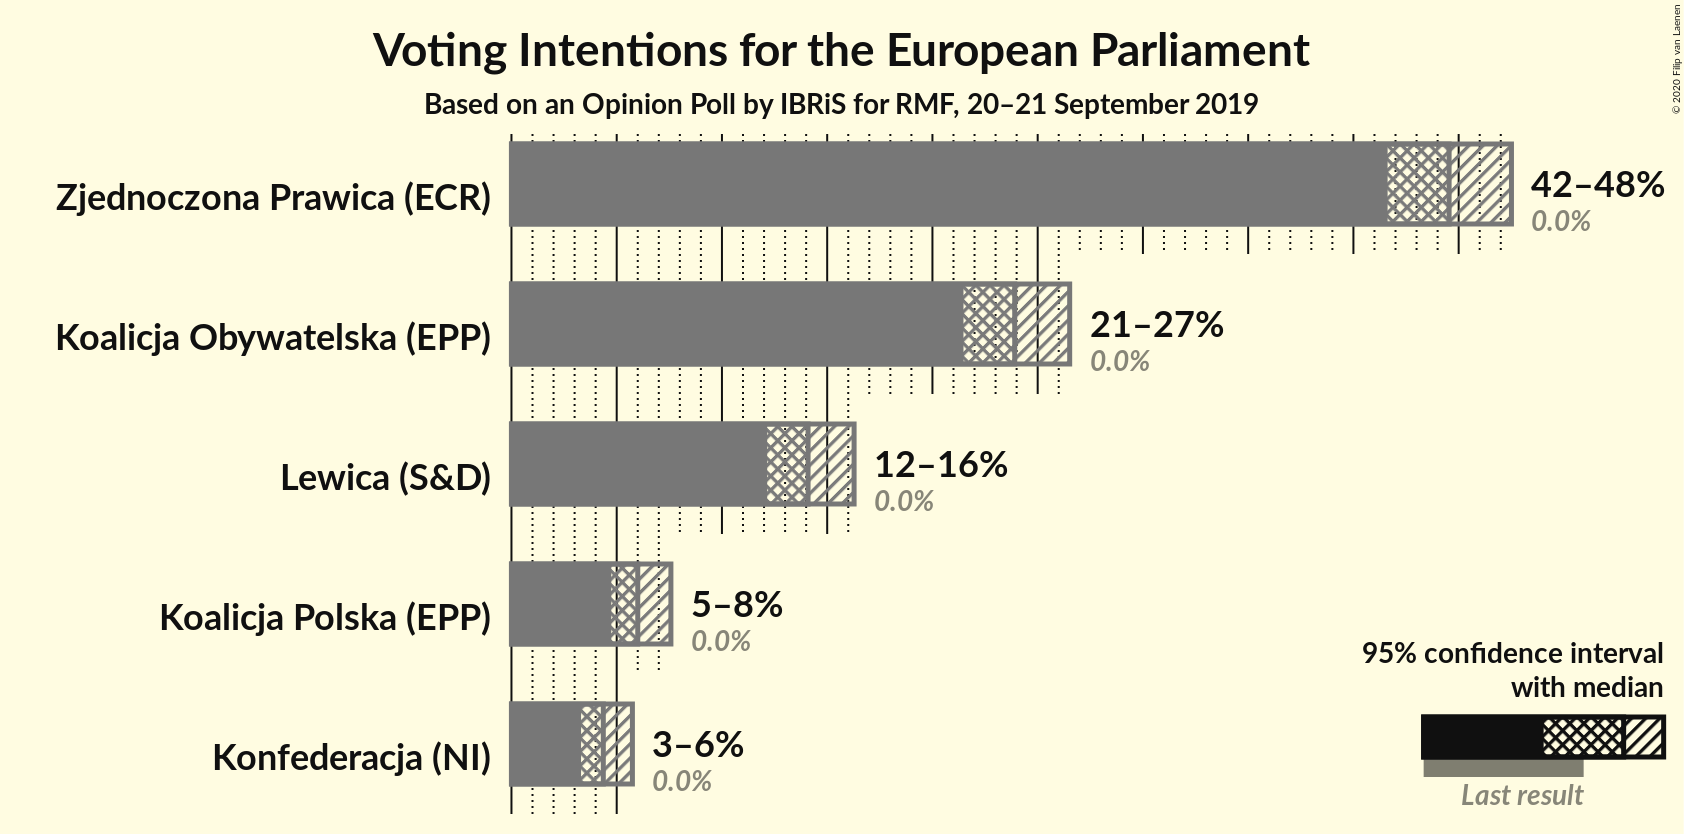 Voting Intentions for the European Parliament
Based on an Opinion Poll by IBRiS for RMF, 20–21 September 2019
© 2020 Filip van Laenen
Zjednoczona Prawica (ECR)
42–48%
0.0%
Koalicja Obywatelska (EPP)
21–27%
0.0%
Lewica (S&D)
12–16%
0.0%
Koalicja Polska (EPP)
5–8%
0.0%
Konfederacja (NI)
3–6%
0.0%
95% confidence interval
with median
Last result